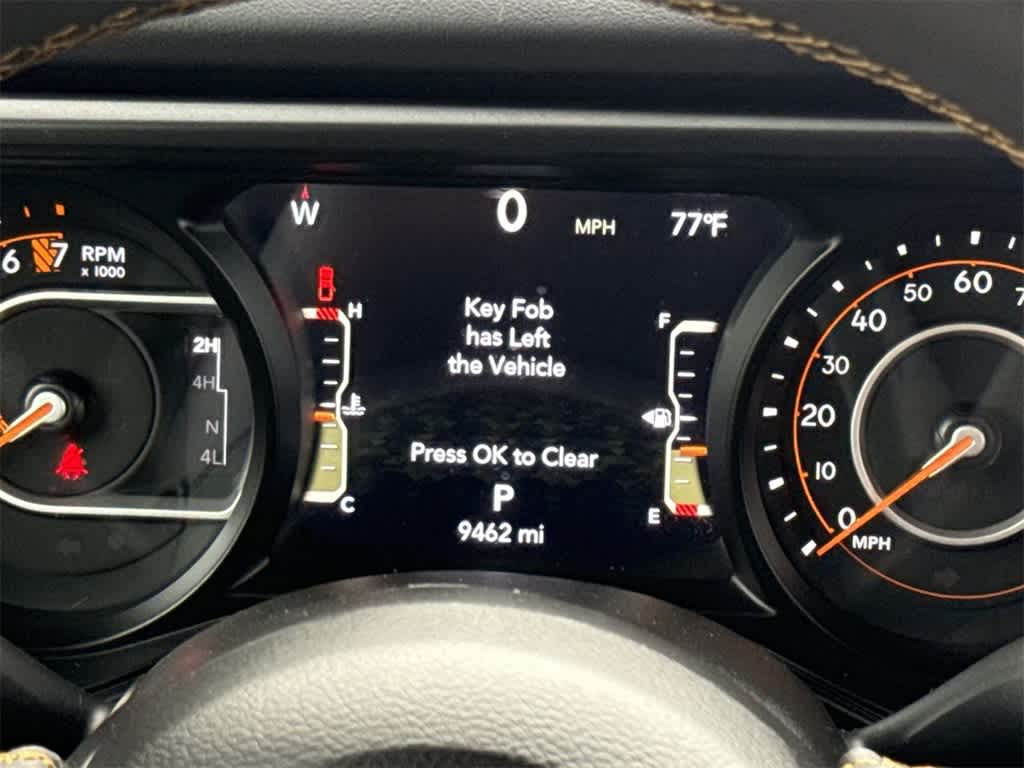 W
0 MPH
77°F
6 7 RPM
x 1000
2H
4H
N
4L
H
C
Key Fob
has Left
the Vehicle
Press OK to Clear
P
9462 mi
F
E
0
10
20
30
40
50
60
MPH